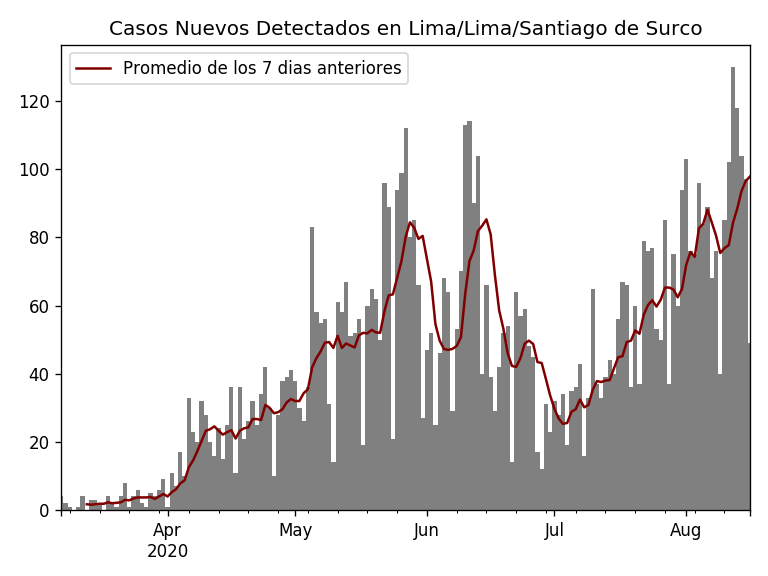 Casos Nuevos Detectados en Lima/Lima/Santiago de Surco
Promedio de los 7 dias anteriores
120
100
80
60
40
20
0
Apr May Jun Jul Aug
2020